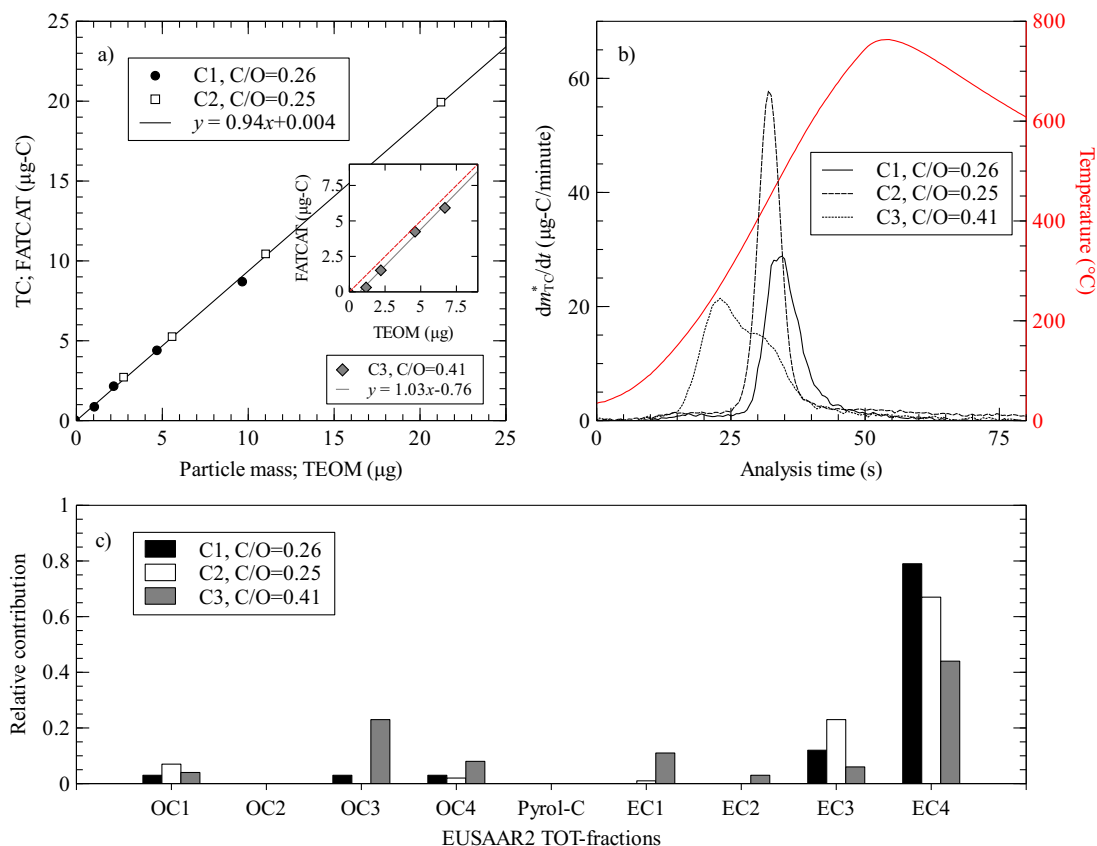 a)
C1, C/O=0.26
C2, C/O=0.25
y = 0.94x+0.004
TC; FATCAT (μg-C)
25
20
15
10
5
0
0 5 10 15 20 25
Particle mass; TEOM (μg)
FATCAT (μg-C)
7.5
5
2.5
0
0 2.5 5 7.5
TEOM (μg)
C3, C/O=0.41
y = 1.03x-0.76
b)
C1, C/O=0.26
C2, C/O=0.25
C3, C/O=0.41
dm*TC/dt (μg-C/minute)
60
40
20
0
0 25 50 75
Analysis time (s)
800
600
400
200
0
Temperature (°C)
c)
C1, C/O=0.26
C2, C/O=0.25
C3, C/O=0.41
Relative contribution
1
0.8
0.6
0.4
0.2
0
OC1 OC2 OC3 OC4 Pyrol-C EC1 EC2 EC3 EC4
EUSAAR2 TOT-fractions